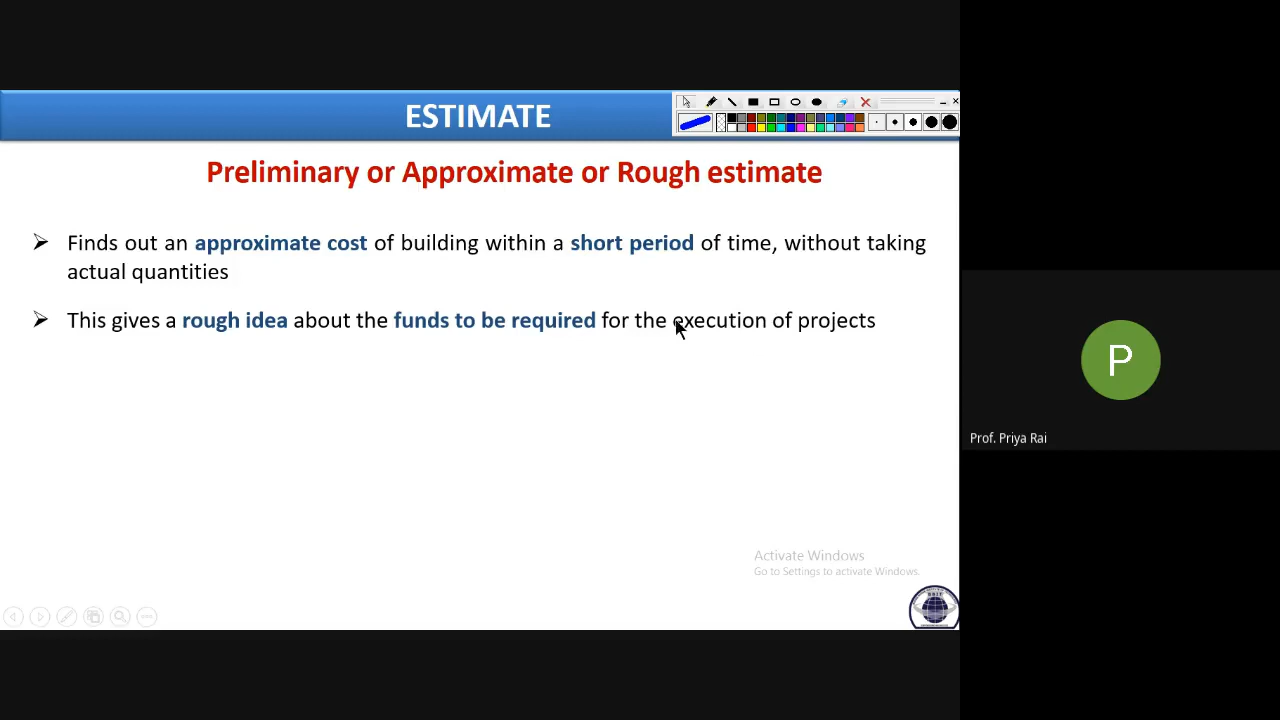 ESTIMATE
Preliminary or Approximate or Rough estimate
Finds out an approximate cost of building within a short period of time, without taking
actual quantities
This gives a rough idea about the funds to be required for the execution of projects
P
Prof. Priya Rai
Activate Windows
Go to Settings to activate Windows.